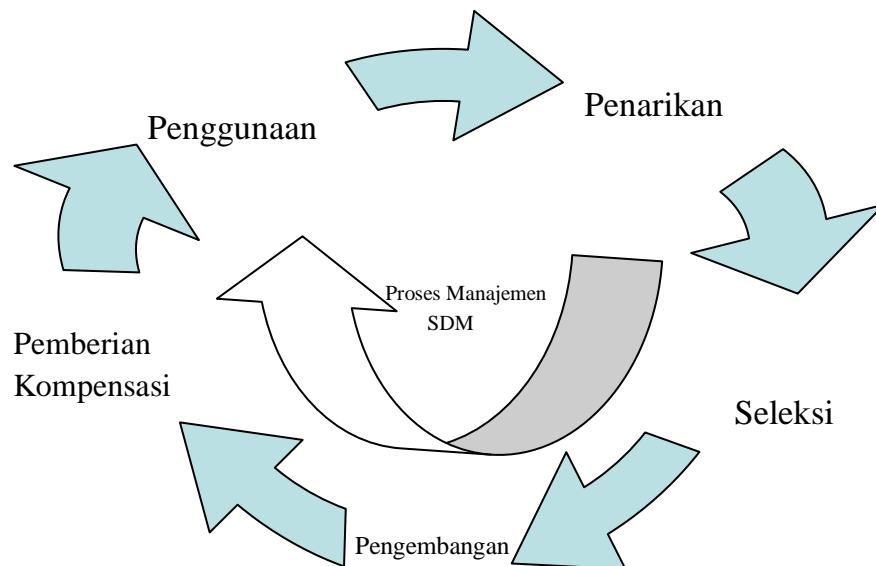 Penggunaan
Penarikan
Proses Manajemen
SDM
Pemberian
Kompensasi
Seleksi
Pengembangan